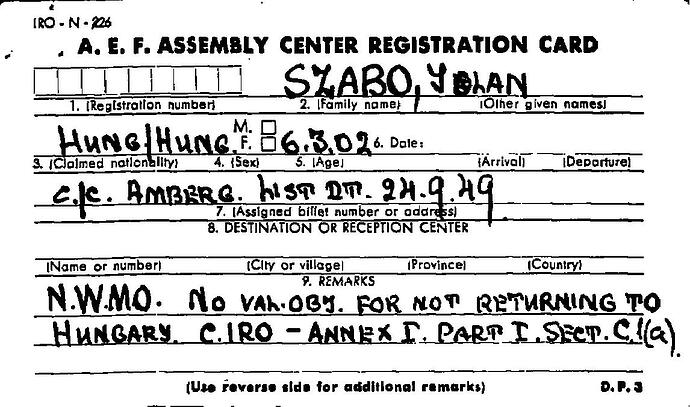 IRO - N - 226
A. E. F. ASSEMBLY CENTER REGISTRATION CARD
SZABO,
1. (Registration number) 2. (Family name) (Other given names)
HUNG/HUNG. M. F. 6.3.02 6. Date:
3. (Claimed nationality) 4. (Sex) 5. (Age) (Arrival) (Departure)
C/C. AMBERG. LIST DT. 24.9.49
7. (Assigned billet number or address)
8. DESTINATION OR RECEPTION CENTER
(Name or number) (City or village) (Province) (Country)
9. REMARKS
N.W.MO. NO VAL.OBJ. FOR NOT RETURNING TO
HUNGARY. C.IRO - ANNEX I. PART I. SECT. C.1(a).
(Use reverse side for additional remarks) D.P.3